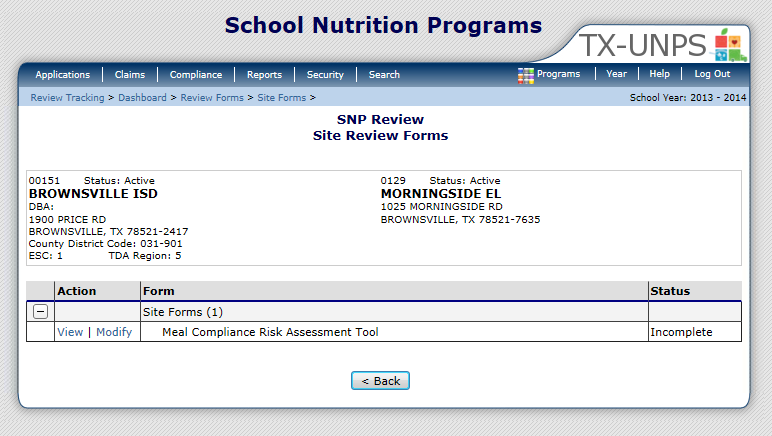 School Nutrition Programs
TX-UNPS
Applications Claims Compliance Reports Security Search Programs Year Help Log Out
Review Tracking > Dashboard > Review Forms > Site Forms > School Year: 2013 - 2014
SNP Review
Site Review Forms
00151 Status: Active
BROWNSVILLE ISD
DBA:
1900 PRICE RD
BROWNSVILLE, TX 78521-2417
County District Code: 031-901
ESC: 1 TDA Region: 5
0129 Status: Active
MORNINGSIDE EL
1025 MORNINGSIDE RD
BROWNSVILLE, TX 78521-7635
Action Form Status
Site Forms (1)
View | Modify Meal Compliance Risk Assessment Tool Incomplete
< Back